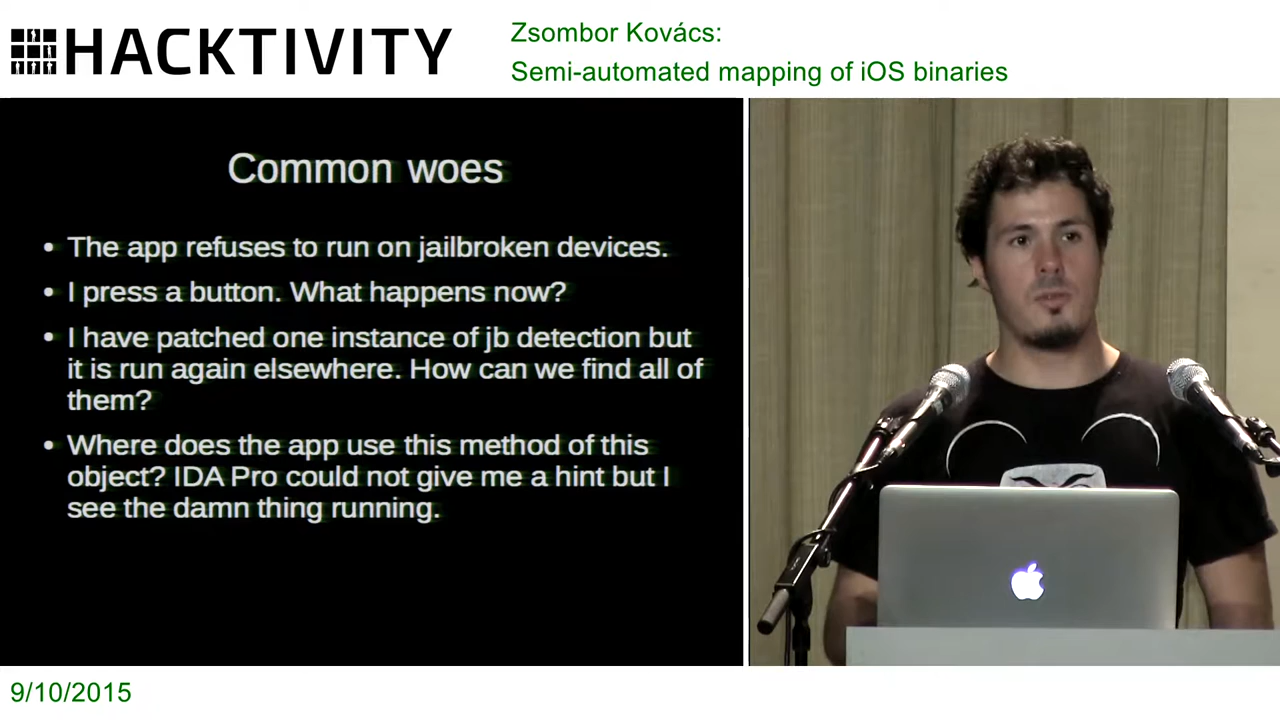 HACKTIVITY
Zsombor Kovács:
Semi-automated mapping of iOS binaries
Common woes
• The app refuses to run on jailbroken devices.
• I press a button. What happens now?
• I have patched one instance of jb detection but
it is run again elsewhere. How can we find all of
them?
• Where does the app use this method of this
object? IDA Pro could not give me a hint but I
see the damn thing running.
9/10/2015